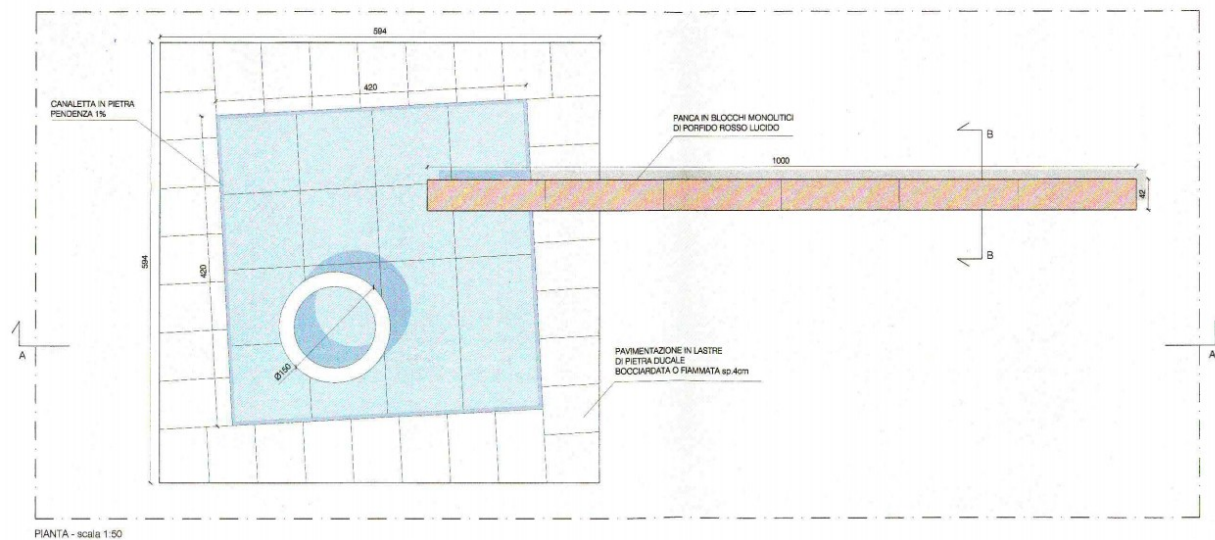 594
420
CANALETTA IN PIETRA
PENDENZA 1%
PANCA IN BLOCCHI MONOLITICI
DI PORFIDO ROSSO LUCIDO
B
1000
42
594
420
B
A
A
PAVIMENTAZIONE IN LASTRE
DI PIETRA DUCALE
BOCCIARDATA O FIAMMATA sp.4cm
Ø150
PIANTA - scala 1:50